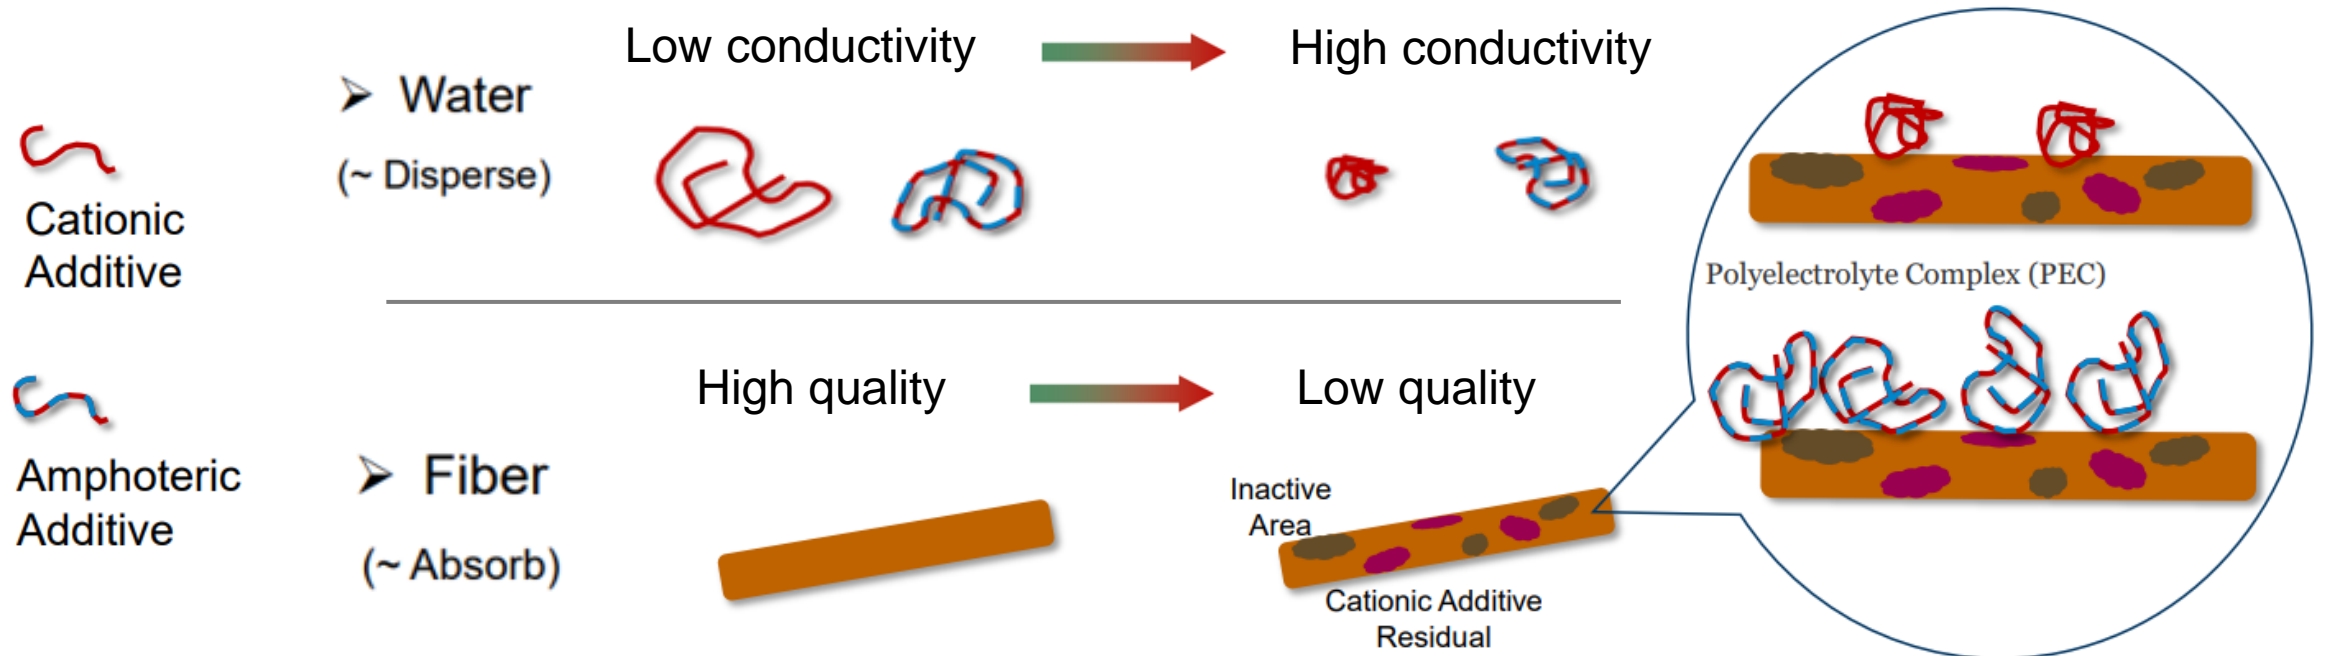 Low conductivity
High conductivity
➢ Water
(~ Disperse)
Cationic
Additive
Polyelectrolyte Complex (PEC)
High quality
Low quality
Amphoteric
Additive
➢ Fiber
(~ Absorb)
Inactive
Area
Cationic Additive
Residual